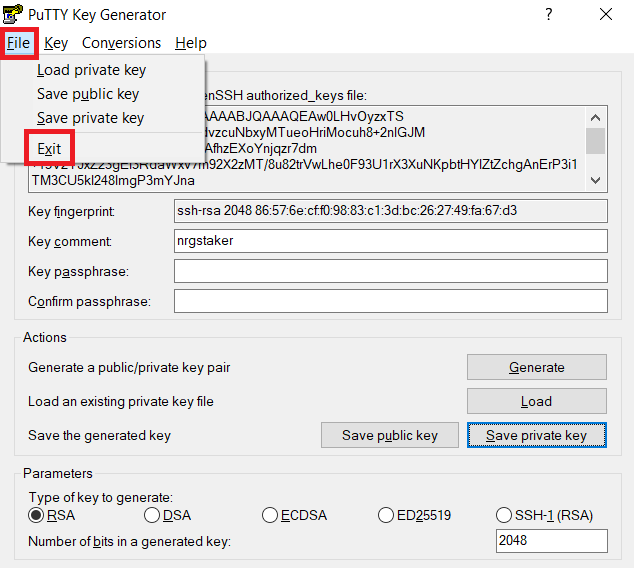 PuTTY Key Generator
?
File Key Conversions Help
Load private key
Save public key
Save private key
Exit
enSSH authorized_keys file:
AAAABJQAAAQEAw0LHvOyzxTS
dvzcuNbxyMTueoHriMocuh8+2nlGJM
AfhzEXoYnjqzr7dm
TM3CU5kl248lmgP3mYJna
Key fingerprint:
ssh-rsa 2048 86:57:6e:cf:f0:98:83:c1:3d:bc:26:27:49:fa:67:d3
Key comment:
nrgstaker
Key passphrase:
Confirm passphrase:
Actions
Generate a public/private key pair
Generate
Load an existing private key file
Load
Save the generated key
Save public key
Save private key
Parameters
Type of key to generate:
RSA DSA ECDSA ED25519 SSH-1 (RSA)
Number of bits in a generated key:
2048